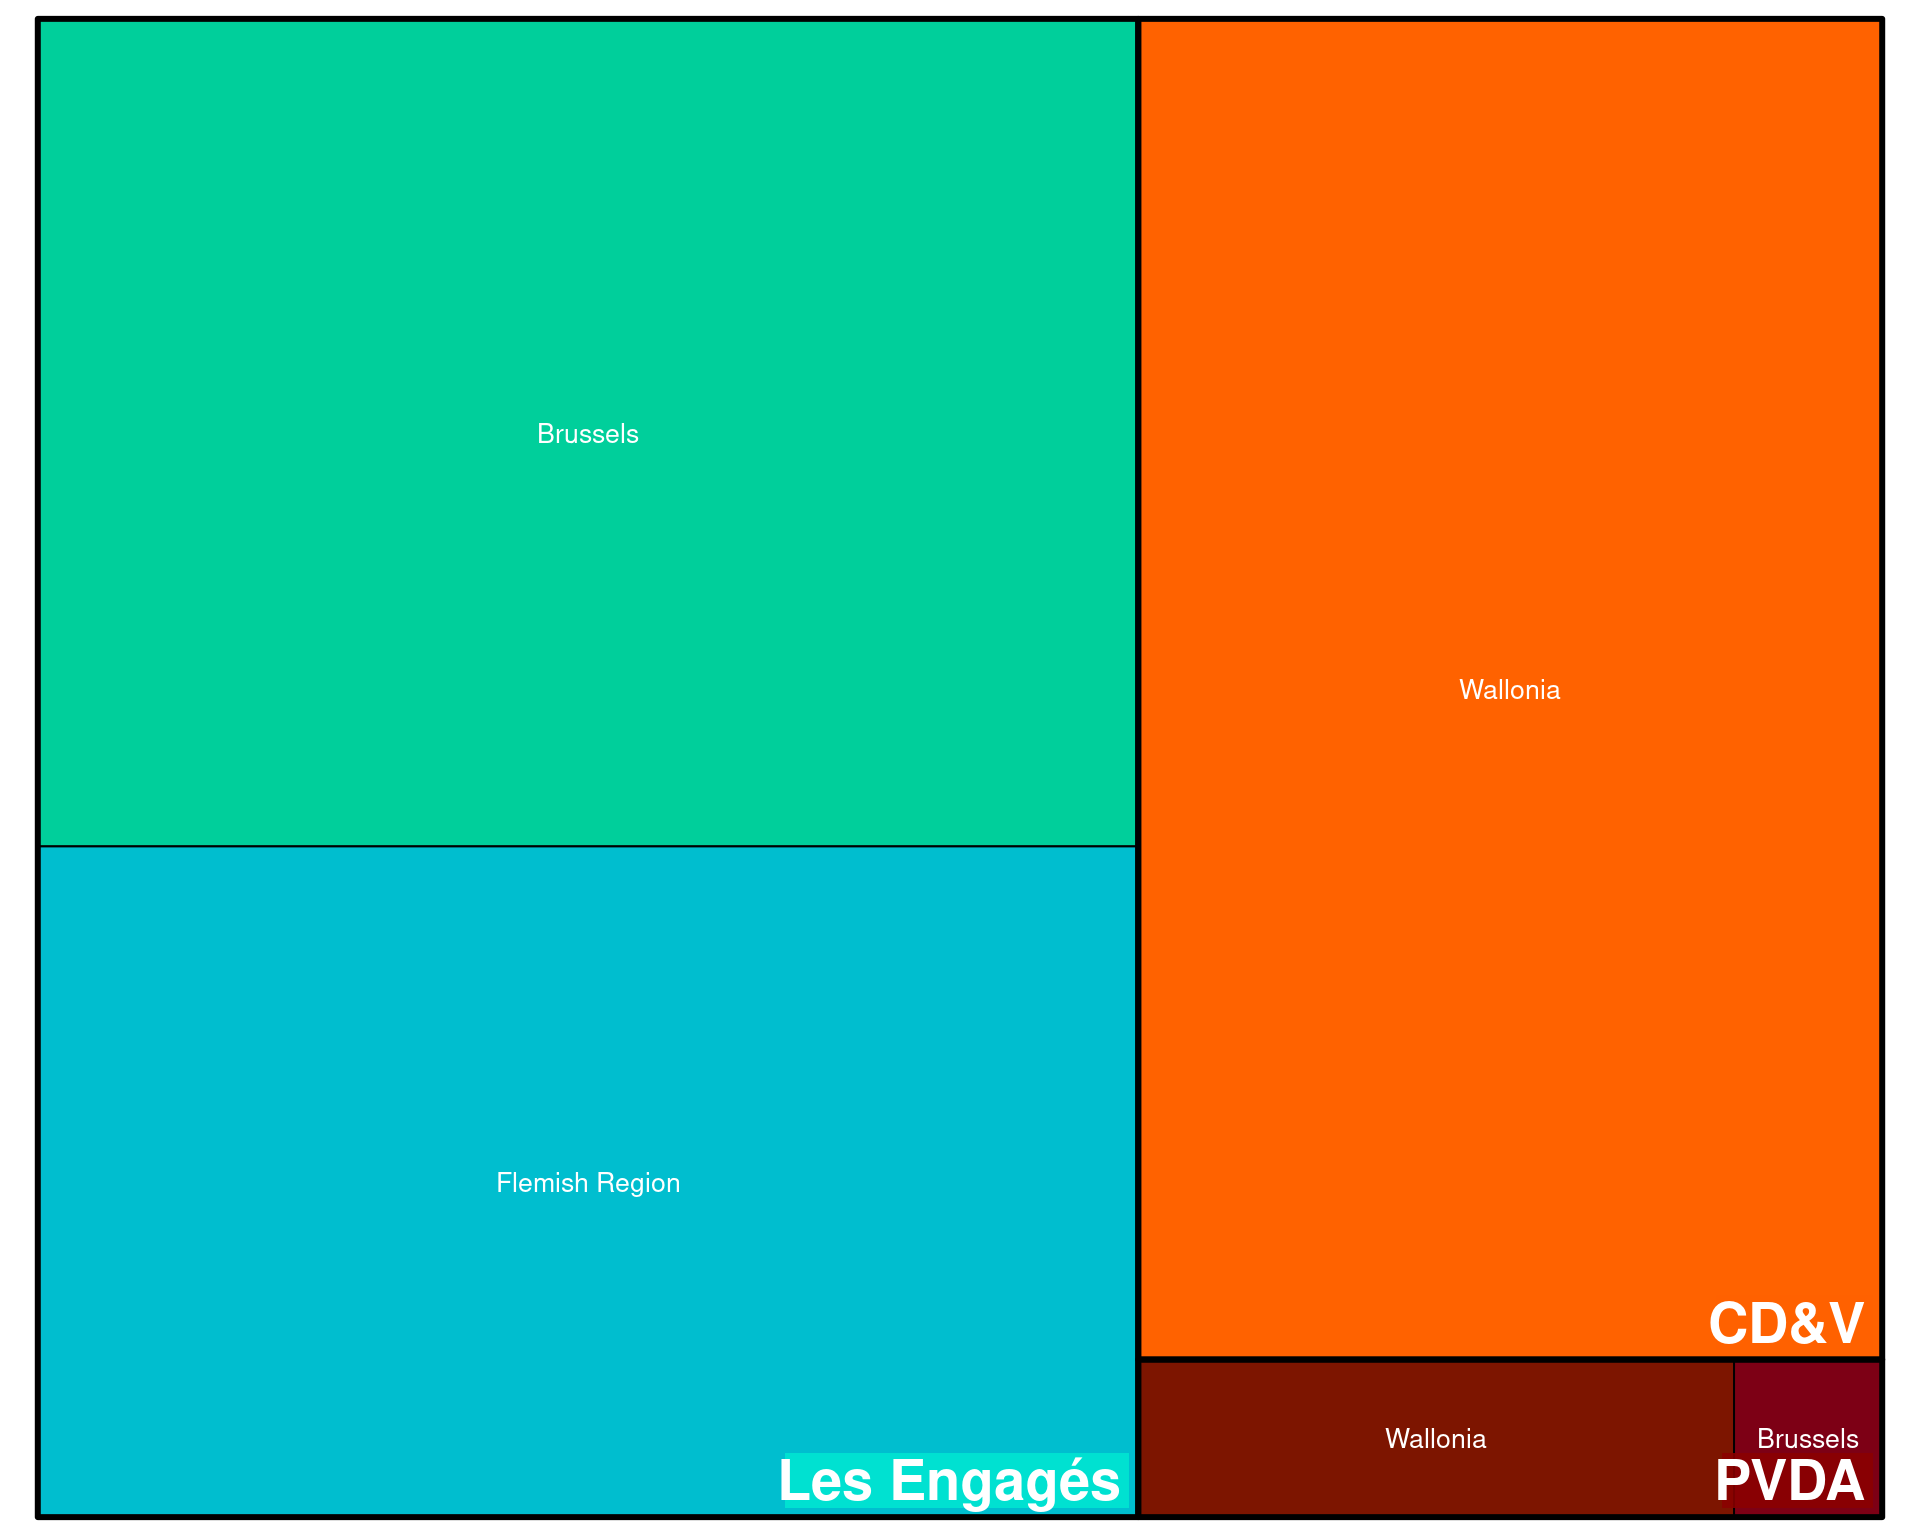 Brussels
Flemish Region
Les Engagés
Wallonia
CD&V
Wallonia
Brussels
PVDA